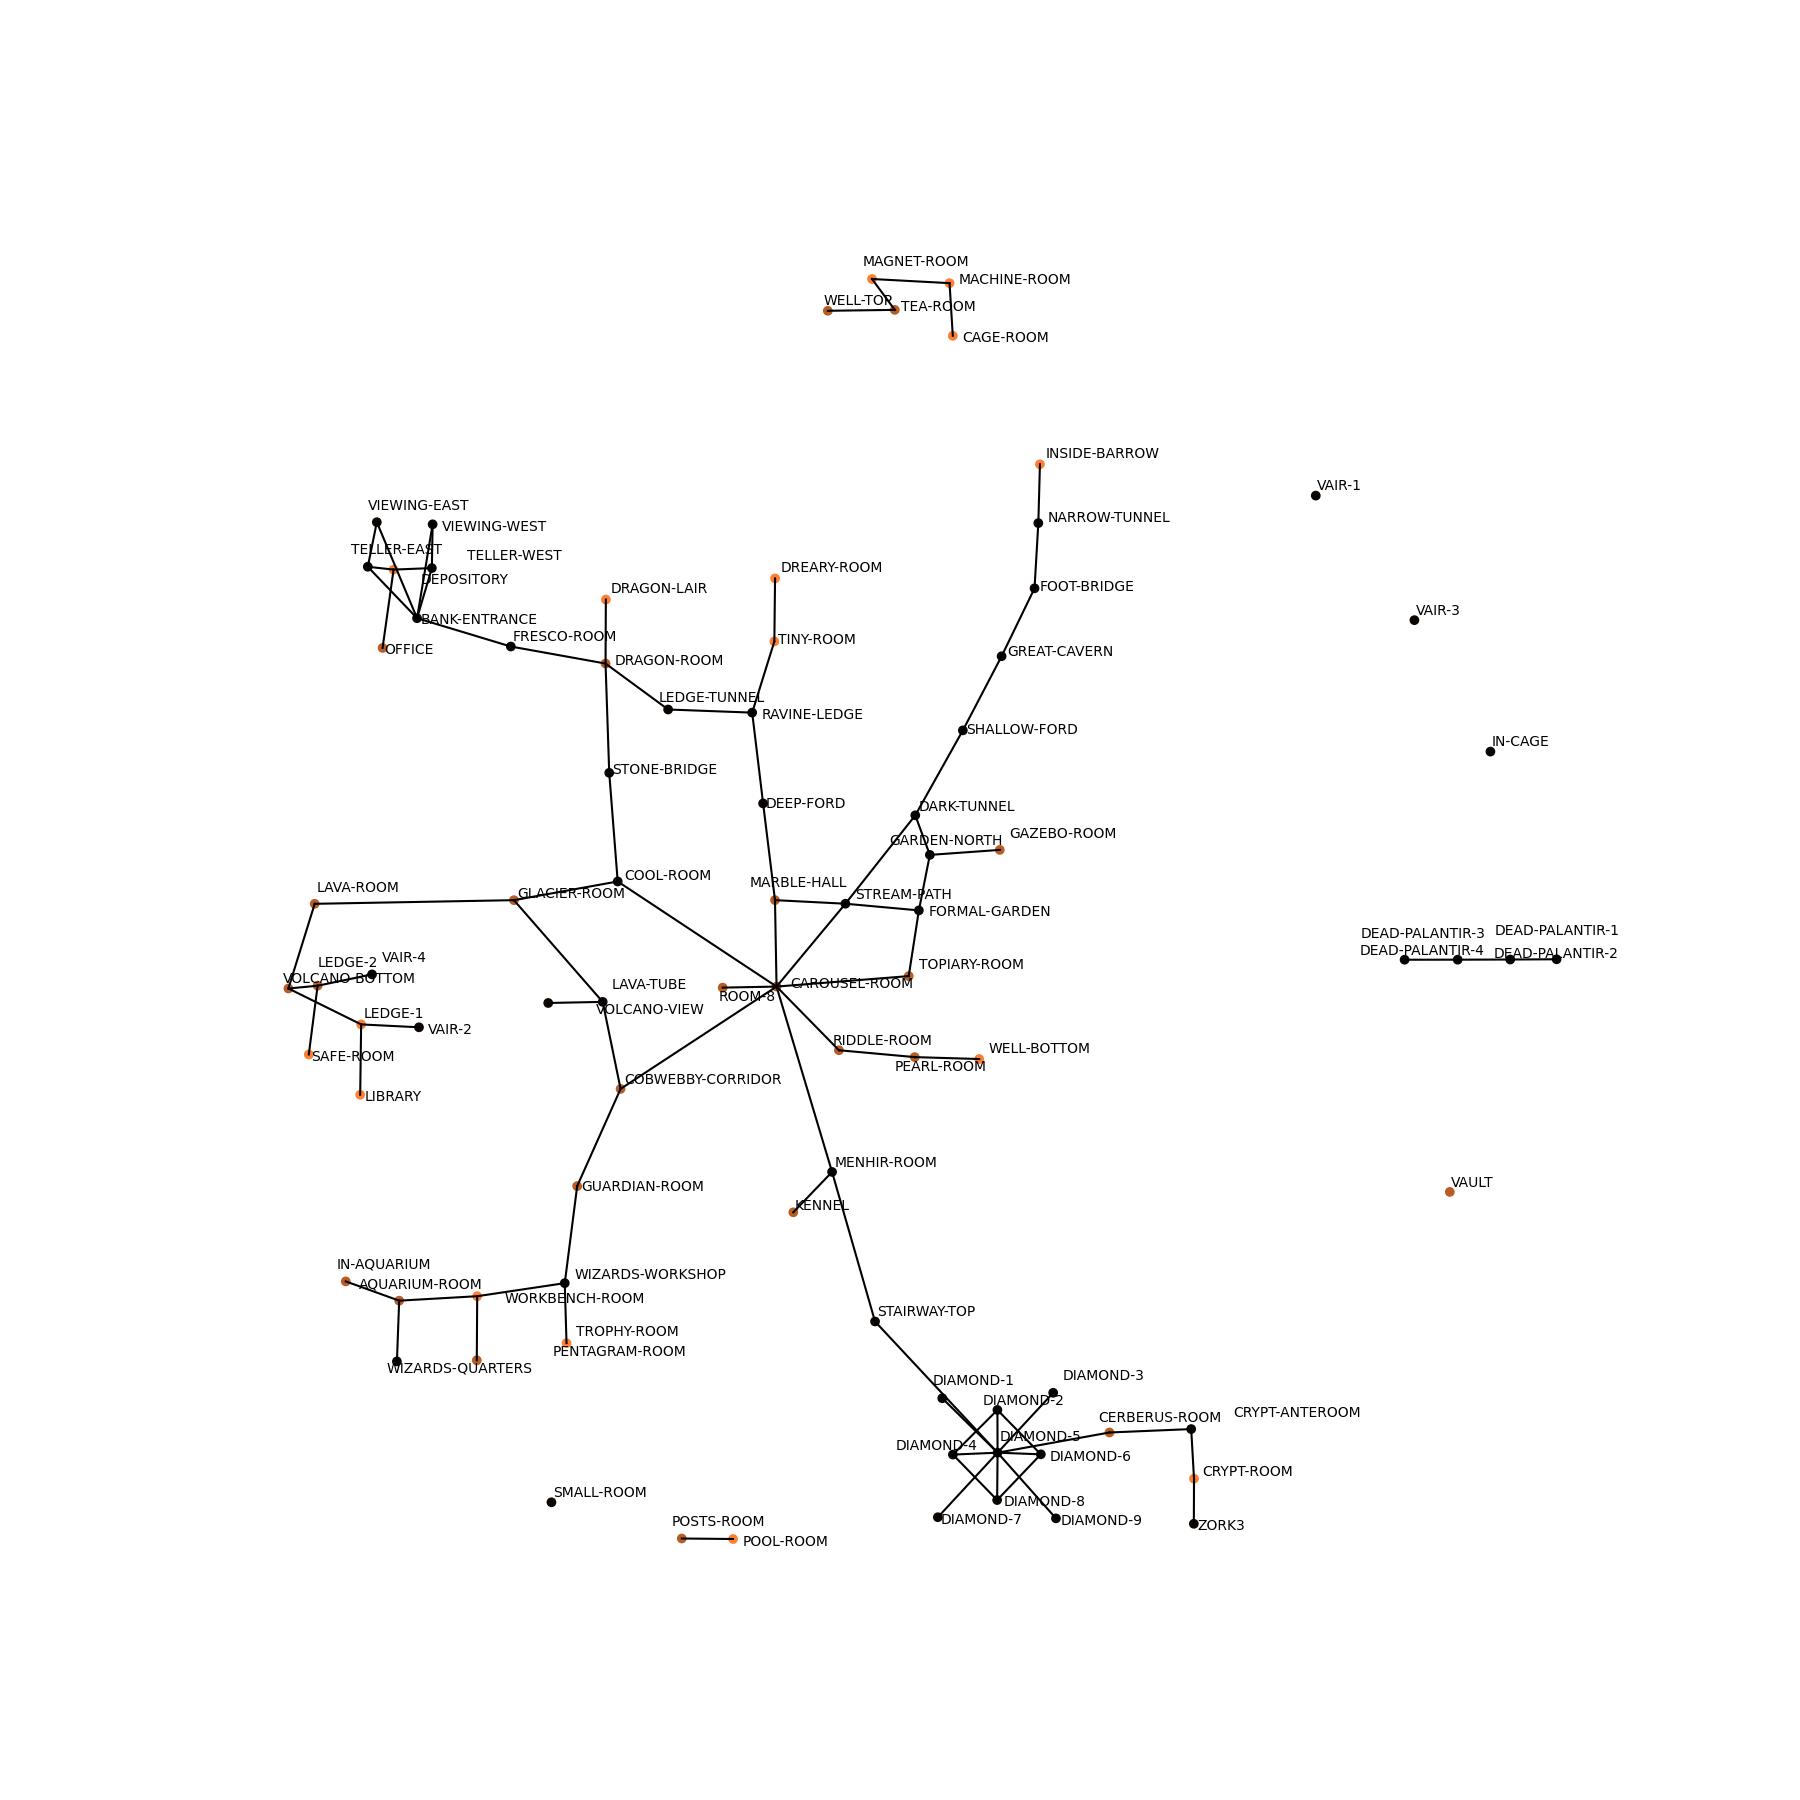 MAGNET-ROOM
MACHINE-ROOM
WELL-TOP
TEA-ROOM
CAGE-ROOM
INSIDE-BARROW
VAIR-1
VIEWING-EAST
NARROW-TUNNEL
VIEWING-WEST
TELLER-EAST
TELLER-WEST
DREARY-ROOM
DEPOSITORY
DRAGON-LAIR
FOOT-BRIDGE
VAIR-3
BANK-ENTRANCE
FRESCO-ROOM
TINY-ROOM
OFFICE
GREAT-CAVERN
DRAGON-ROOM
LEDGE-TUNNEL
RAVINE-LEDGE
SHALLOW-FORD
IN-CAGE
STONE-BRIDGE
DEEP-FORD
DARK-TUNNEL
GAZEBO-ROOM
GARDEN-NORTH
COOL-ROOM
MARBLE-HALL
LAVA-ROOM
GLACIER-ROOM
STREAM-PATH
FORMAL-GARDEN
DEAD-PALANTIR-1
DEAD-PALANTIR-3
DEAD-PALANTIR-4
DEAD-PALANTIR-2
VAIR-4
LEDGE-2
TOPIARY-ROOM
VOLCANO-BOTTOM
LAVA-TUBE
CAROUSEL-ROOM
ROOM-8
VOLCANO-VIEW
LEDGE-1
VAIR-2
RIDDLE-ROOM
WELL-BOTTOM
SAFE-ROOM
PEARL-ROOM
COBWEBBY-CORRIDOR
LIBRARY
MENHIR-ROOM
VAULT
GUARDIAN-ROOM
KENNEL
IN-AQUARIUM
WIZARDS-WORKSHOP
AQUARIUM-ROOM
WORKBENCH-ROOM
STAIRWAY-TOP
TROPHY-ROOM
PENTAGRAM-ROOM
WIZARDS-QUARTERS
DIAMOND-1
DIAMOND-3
DIAMOND-2
CRYPT-ANTEROOM
CERBERUS-ROOM
DIAMOND-5
DIAMOND-4
DIAMOND-6
CRYPT-ROOM
SMALL-ROOM
DIAMOND-8
DIAMOND-7
DIAMOND-9
POSTS-ROOM
ZORK3
POOL-ROOM